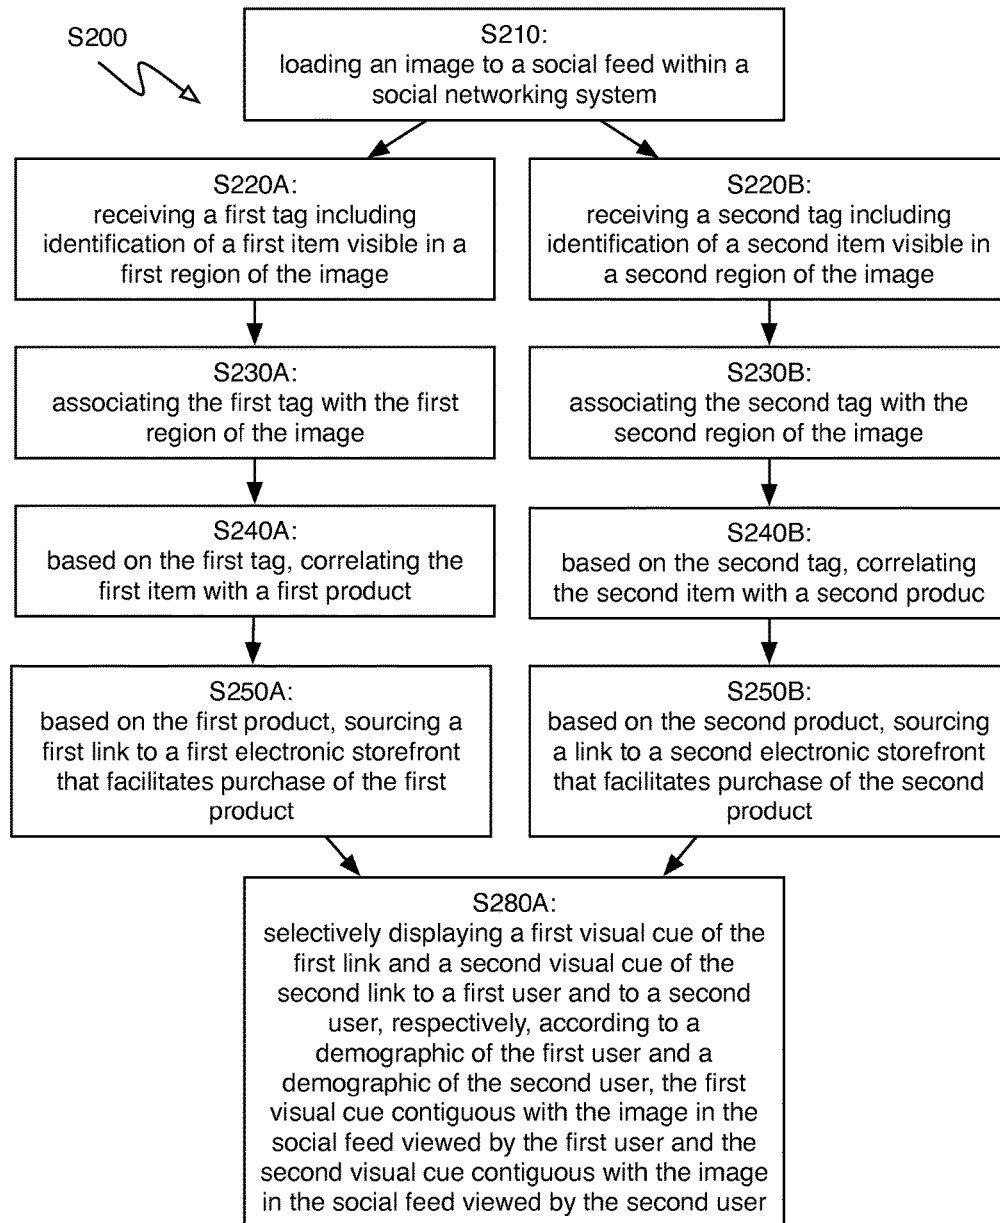 S200
S210:
loading an image to a social feed within a
social networking system
S220A:
receiving a first tag including
identification of a first item visible in a
first region of the image
S220B:
receiving a second tag including
identification of a second item visible in
a second region of the image
S230A:
associating the first tag with the first
region of the image
S230B:
associating the second tag with the
second region of the image
S240A:
based on the first tag, correlating the
first item with a first product
S240B:
based on the second tag, correlating
the second item with a second produc
S250A:
based on the first product, sourcing a
first link to a first electronic storefront
that facilitates purchase of the first
product
S250B:
based on the second product, sourcing
a link to a second electronic storefront
that facilitates purchase of the second
product
S280A:
selectively displaying a first visual cue of the
first link and a second visual cue of the
second link to a first user and to a second
user, respectively, according to a
demographic of the first user and a
demographic of the second user, the first
visual cue contiguous with the image in the
social feed viewed by the first user and the
second visual cue contiguous with the image
in the social feed viewed by the second user